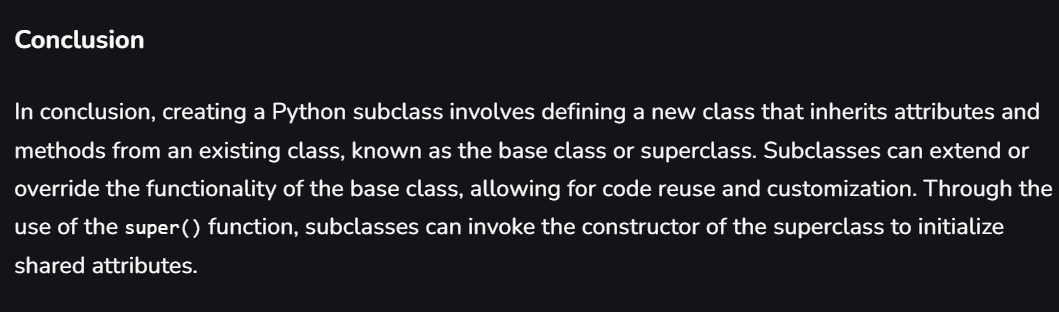 Conclusion
In conclusion, creating a Python subclass involves defining a new class that inherits attributes and
methods from an existing class, known as the base class or superclass. Subclasses can extend or
override the functionality of the base class, allowing for code reuse and customization. Through the
use of the super() function, subclasses can invoke the constructor of the superclass to initialize
shared attributes.